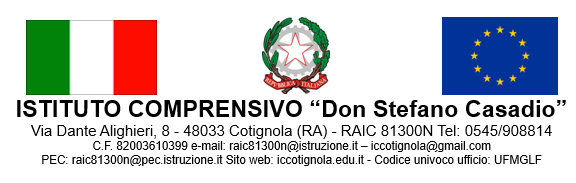 REPVBBLICA ITALIANA
ISTITUTO COMPRENSIVO “Don Stefano Casadio”
Via Dante Alighieri, 8 - 48033 Cotignola (RA) - RAIC 81300N Tel: 0545/908814
C.F. 82003610399 e-mail: raic81300n@istruzione.it – iccotignola@gmail.com
PEC: raic81300n@pec.istruzione.it Sito web: iccotignola.edu.it - Codice univoco ufficio: UFMGLF